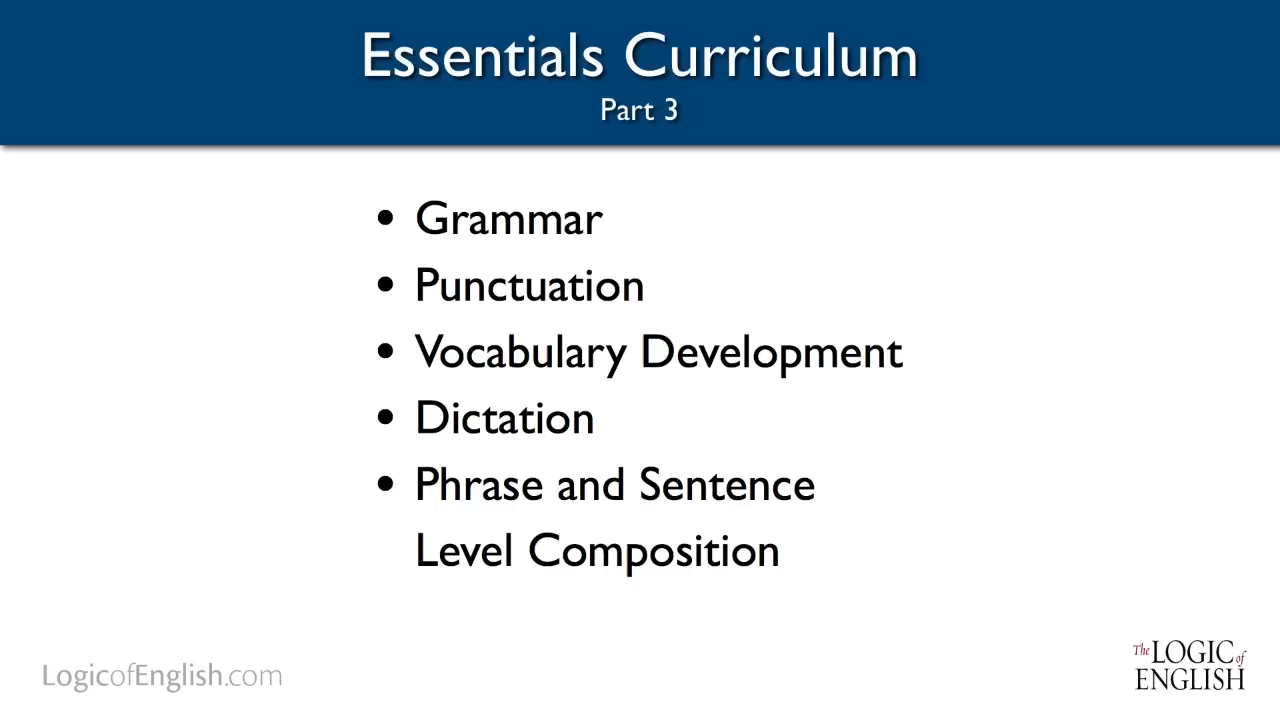 Essentials Curriculum
Part 3
• Grammar
• Punctuation
• Vocabulary Development
• Dictation
• Phrase and Sentence
Level Composition
LogicofEnglish.com
The LOGIC of
ENGLISH